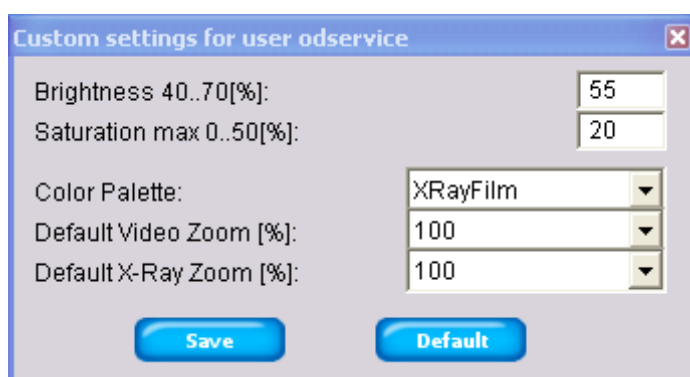 Custom settings for user odservice
Brightness 40..70[%]: 55
Saturation max 0..50[%]: 20
Color Palette: XRayFilm
Default Video Zoom [%]: 100
Default X-Ray Zoom [%]: 100
Save Default